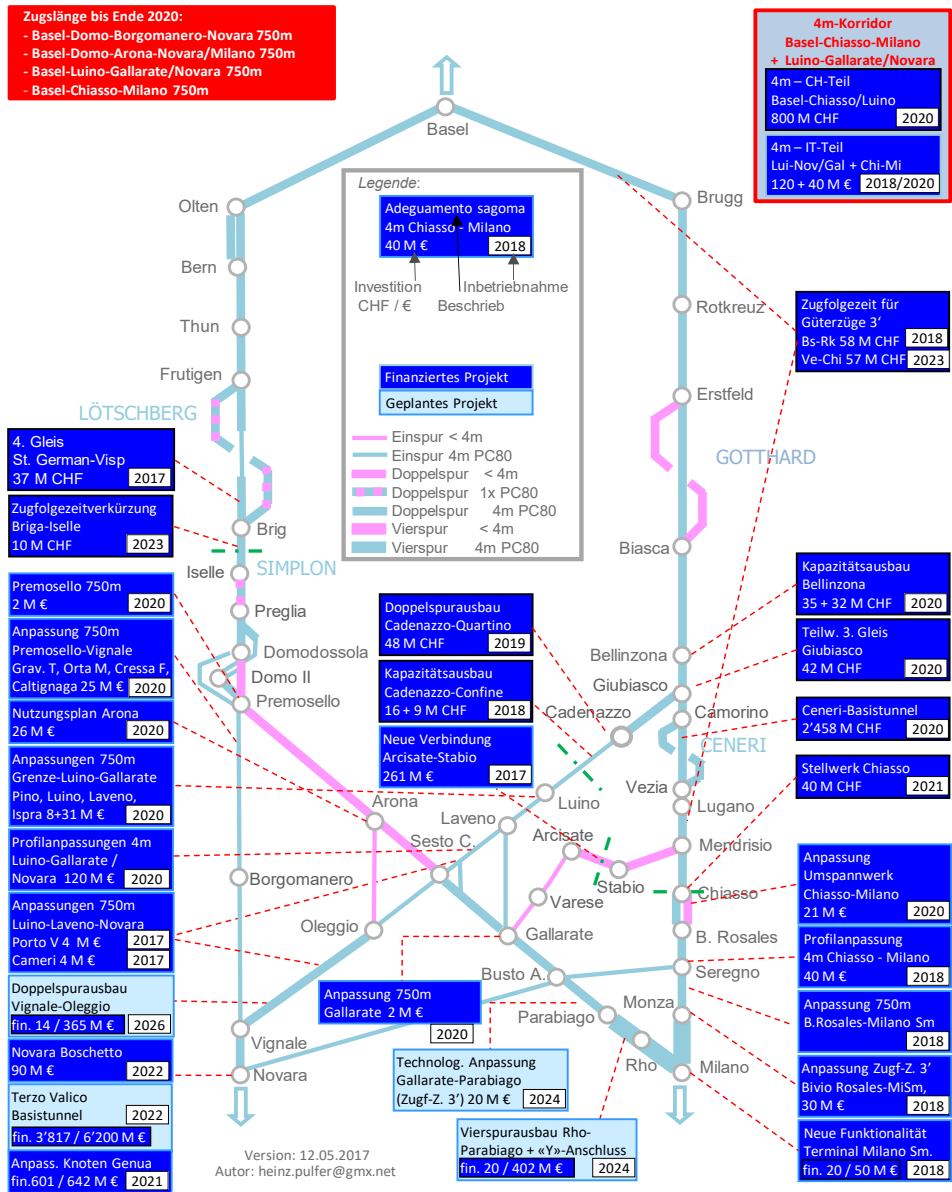 Zugslänge bis Ende 2020:
- Basel-Domo-Borgomanero-Novara 750m
- Basel-Domo-Arona-Novara/Milano 750m
- Basel-Luino-Gallarate/Novara 750m
- Basel-Chiasso-Milano 750m
4m-Korridor
Basel-Chiasso-Milano
+ Luino-Gallarate/Novara
4m – CH-Teil
Basel-Chiasso/Luino
800 M CHF 2020
4m – IT-Teil
Lui-Nov/Gal + Chi-Mi
120 + 40 M € 2018/2020
Legende:
Adeguamento sagoma
4m Chiasso - Milano
40 M € 2018
Investition
CHF / €
Inbetriebnahme
Beschrieb
Finanziertes Projekt
Geplantes Projekt
Einspur < 4m
Einspur 4m PC80
Doppelspur < 4m
Doppelspur 1x PC80
Doppelspur 4m PC80
Vierspur < 4m
Vierspur 4m PC80
Basel
Olten
Bern
Thun
Frutigen
LÖTSCHBERG
Brig
Iselle
SIMPLON
Preglia
Domodossola
Domo II
Premosello
Arona
Sesto C.
Borgomanero
Oleggio
Vignale
Novara
Brugg
Rotkreuz
Erstfeld
GOTTHARD
Biasca
Bellinzona
Giubiasco
Cadenazzo
Camorino
CENERI
Vezia
Lugano
Luino
Laveno
Arcisate
Mendrisio
Stabio
Varese
Chiasso
Gallarate
B. Rosales
Busto A.
Seregno
Parabiago
Monza
Rho
Milano
4. Gleis
St. German-Visp
37 M CHF 2017
Zugfolgezeitverkürzung
Briga-Iselle
10 M CHF 2023
Premosello 750m
2 M € 2020
Anpassung 750m
Premosello-Vignale
Grav. T, Orta M, Cressa F,
Caltignaga 25 M € 2020
Nutzungsplan Arona
26 M € 2020
Anpassungen 750m
Grenze-Luino-Gallarate
Pino, Luino, Laveno,
Ispra 8+31 M € 2020
Profilanpassungen 4m
Luino-Gallarate /
Novara 120 M € 2020
Anpassungen 750m
Luino-Laveno-Novara
Porto V 4 M € 2017
Cameri 4 M € 2017
Doppelspurausbau
Vignale-Oleggio
fin. 14 / 365 M € 2026
Novara Boschetto
90 M € 2022
Terzo Valico
Basistunnel 2022
fin. 3'817 / 6'200 M €
Anpass. Knoten Genua
fin.601 / 642 M € 2021
Doppelspurausbau
Cadenazzo-Quartino
48 M CHF 2019
Kapazitätsausbau
Cadenazzo-Confine
16 + 9 M CHF 2018
Neue Verbindung
Arcisate-Stabio
261 M € 2017
Anpassung 750m
Gallarate 2 M €
2020
Technolog. Anpassung
Gallarate-Parabiago
(Zugf-Z. 3') 20 M € 2024
Vierspurausbau Rho-
Parabiago + «Y»-Anschluss
fin. 20 / 402 M € 2024
Zugfolgezeit für
Güterzüge 3‘
Bs-Rk 58 M CHF 2018
Ve-Chi 57 M CHF 2023
Kapazitätsausbau
Bellinzona
35 + 32 M CHF 2020
Teilw. 3. Gleis
Giubiasco
42 M CHF 2020
Ceneri-Basistunnel
2’458 M CHF 2020
Stellwerk Chiasso
40 M CHF 2021
Anpassung
Umspannwerk
Chiasso-Milano
21 M € 2020
Profilanpassung
4m Chiasso - Milano
40 M € 2018
Anpassung 750m
B.Rosales-Milano Sm
2018
Anpassung Zugf-Z. 3'
Bivio Rosales-MiSm,
30 M € 2018
Neue Funktionalität
Terminal Milano Sm.
fin. 20 / 50 M € 2018
Version: 12.05.2017
Autor: heinz.pulfer@gmx.net